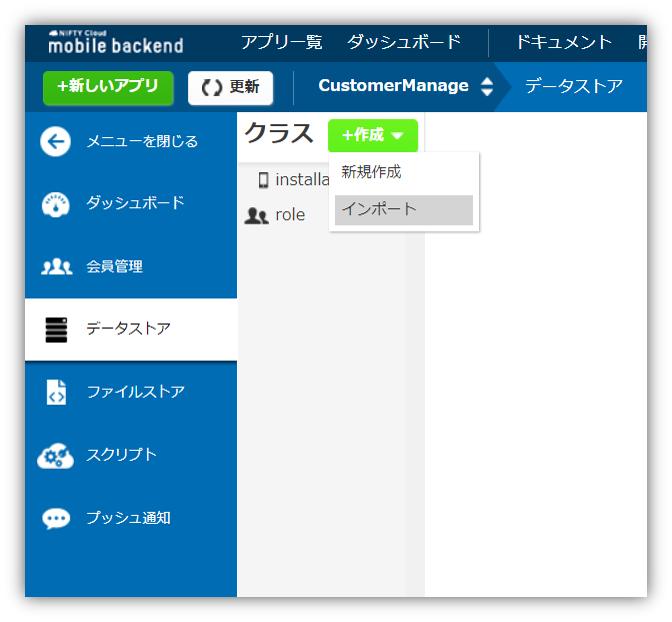 NIFTY Cloud
mobile backend
アプリ一覧 ダッシュボード ドキュメント
+新しいアプリ 更新 CustomerManage データストア
メニューを閉じる
ダッシュボード
会員管理
データストア
ファイルストア
スクリプト
プッシュ通知
クラス +作成
新規作成
インポート
installa
role